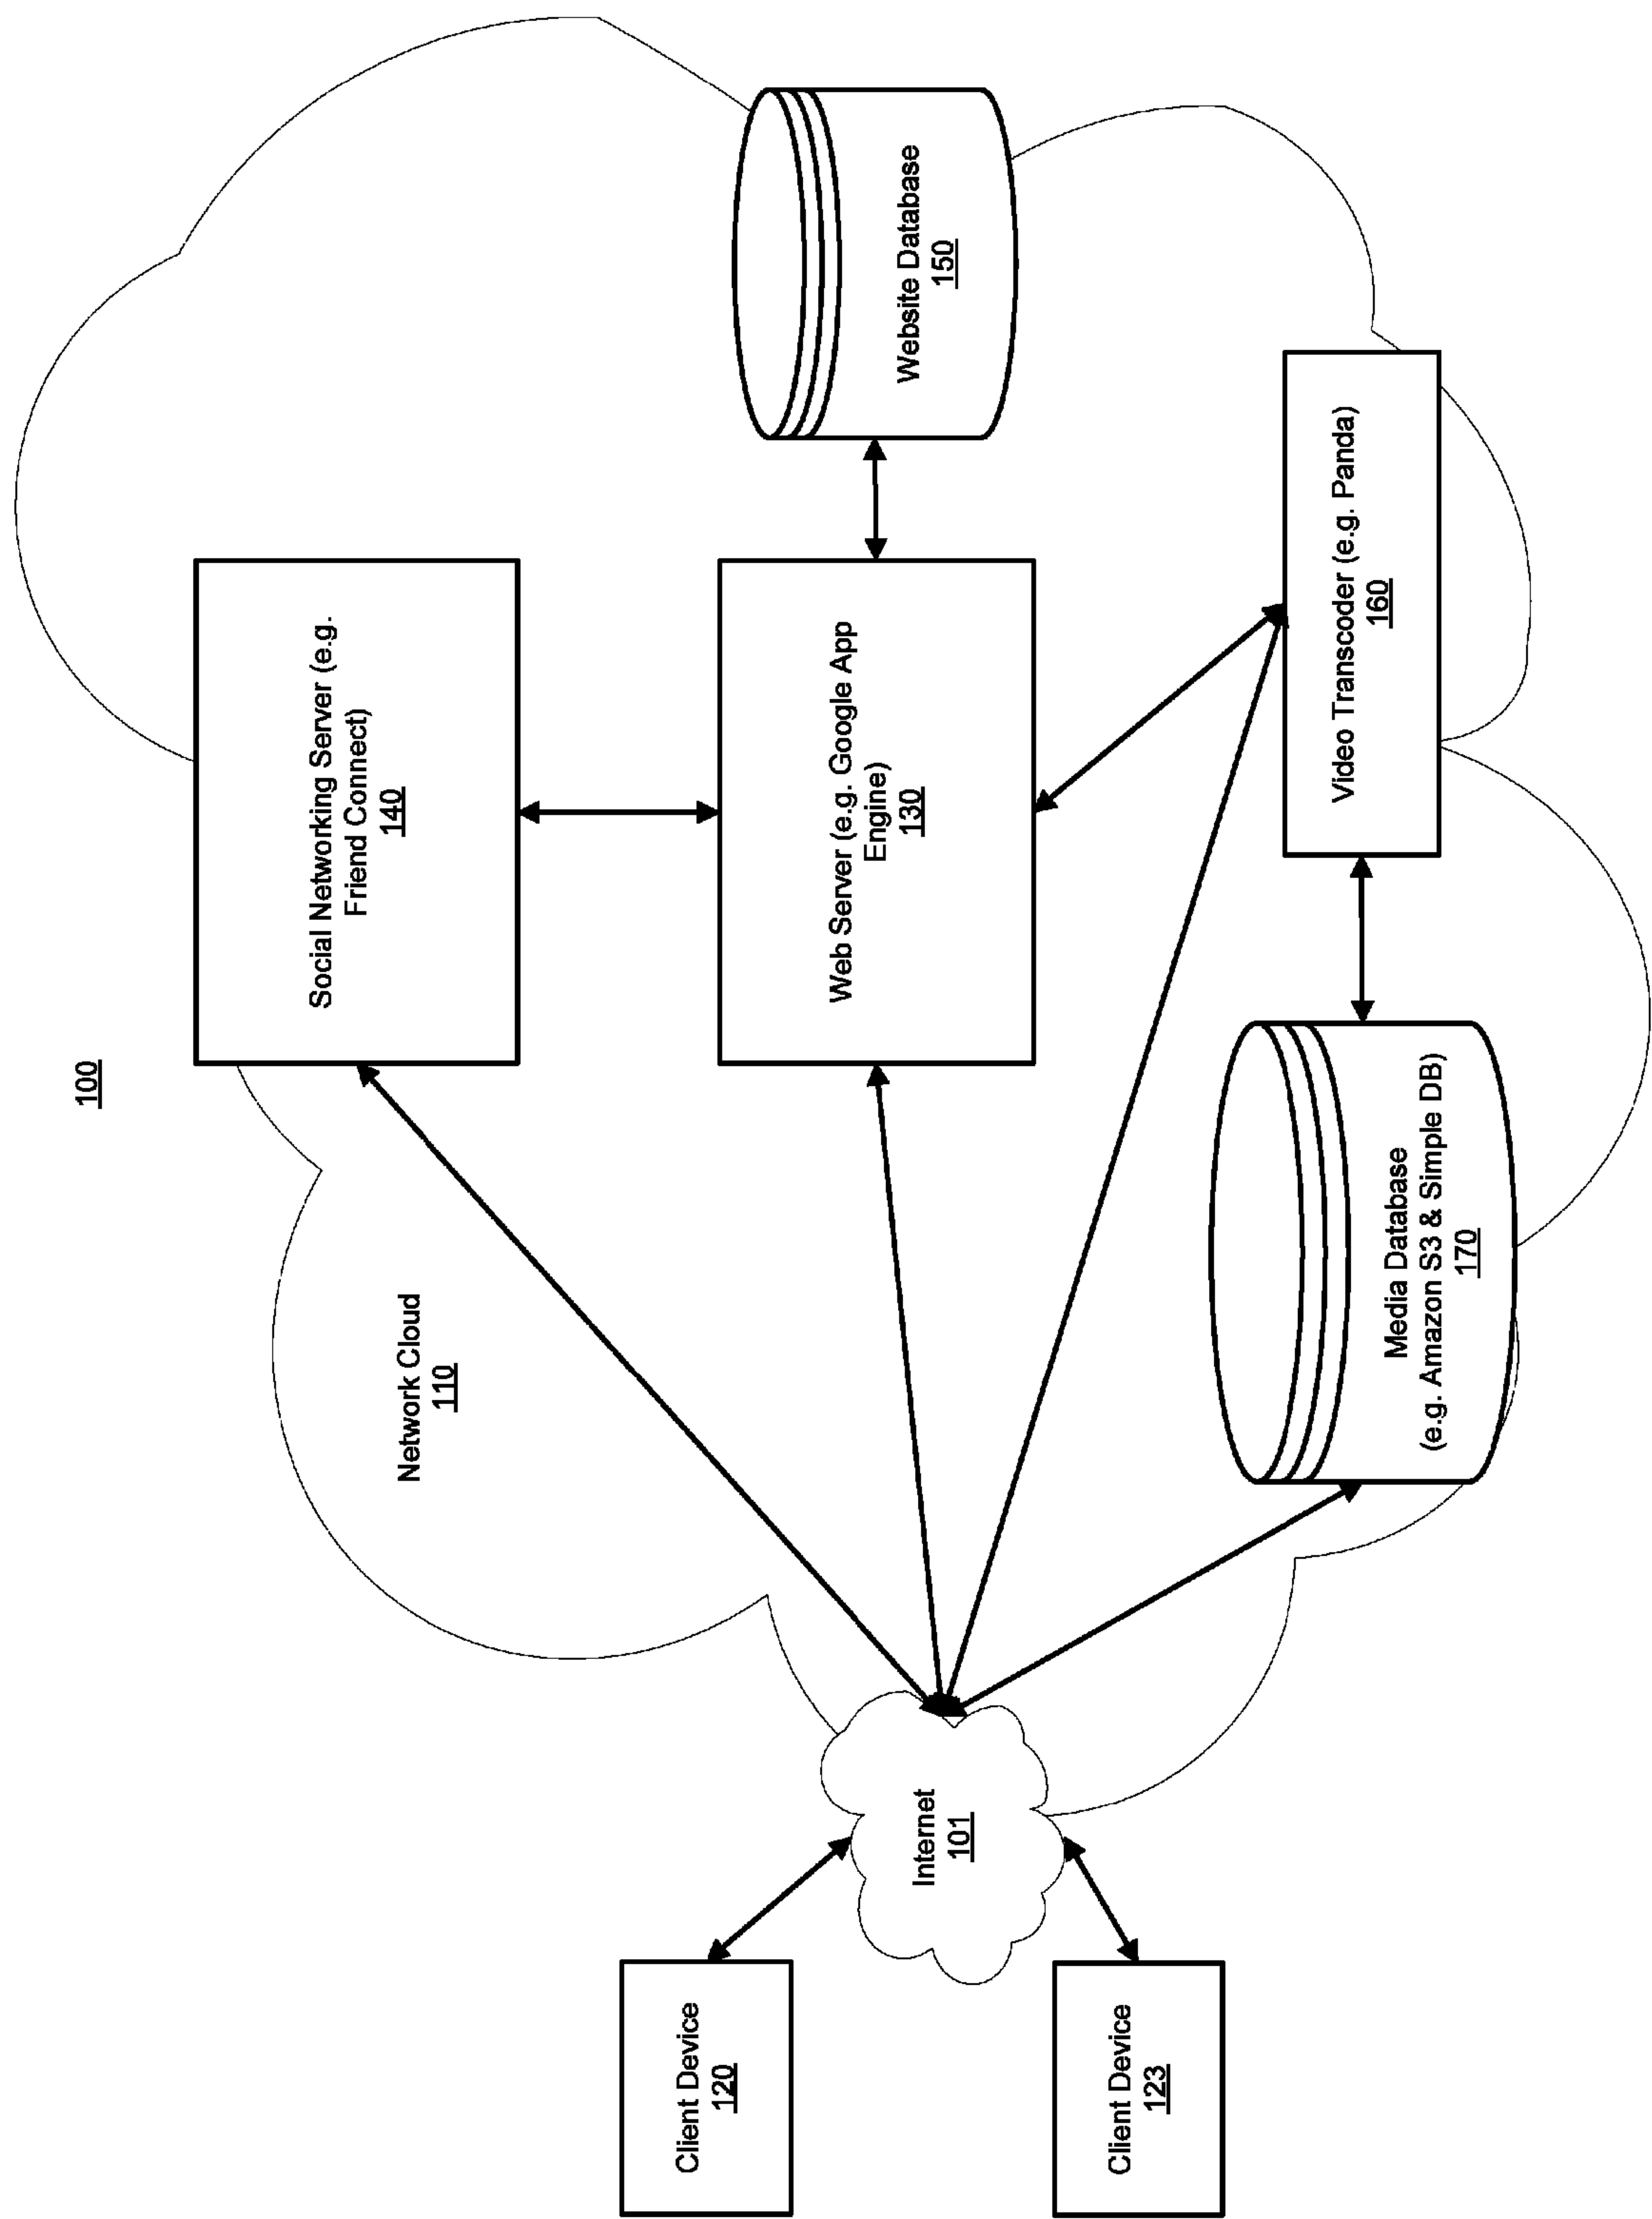 100
Social Networking Server (e.g.
Friend Connect)
140
Network Cloud
110
Client Device
120
Internet
101
Web Server (e.g. Google App
Engine)
130
Website Database
150
Client Device
123
Media Database
(e.g. Amazon S3 & Simple DB)
170
Video Transcoder (e.g. Panda)
160